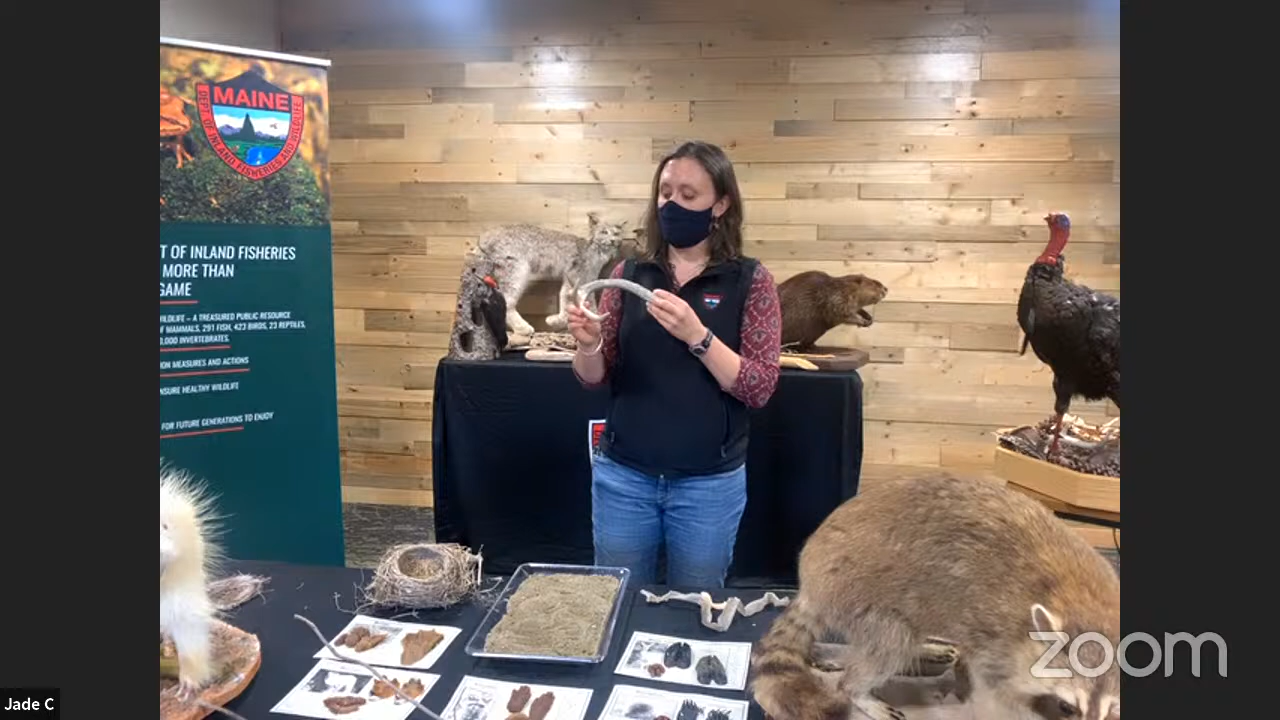 MAINE
DEPT. OF INLAND FISHERIES AND WILDLIFE
T OF INLAND FISHERIES
MORE THAN
GAME
WILDLIFE – A TREASURED PUBLIC RESOURCE
F MAMMALS, 291 FISH, 423 BIRDS, 23 REPTILES,
0,000 INVERTEBRATES.
ON MEASURES AND ACTIONS
NSURE HEALTHY WILDLIFE
FOR FUTURE GENERATIONS TO ENJOY
zoom
Jade C